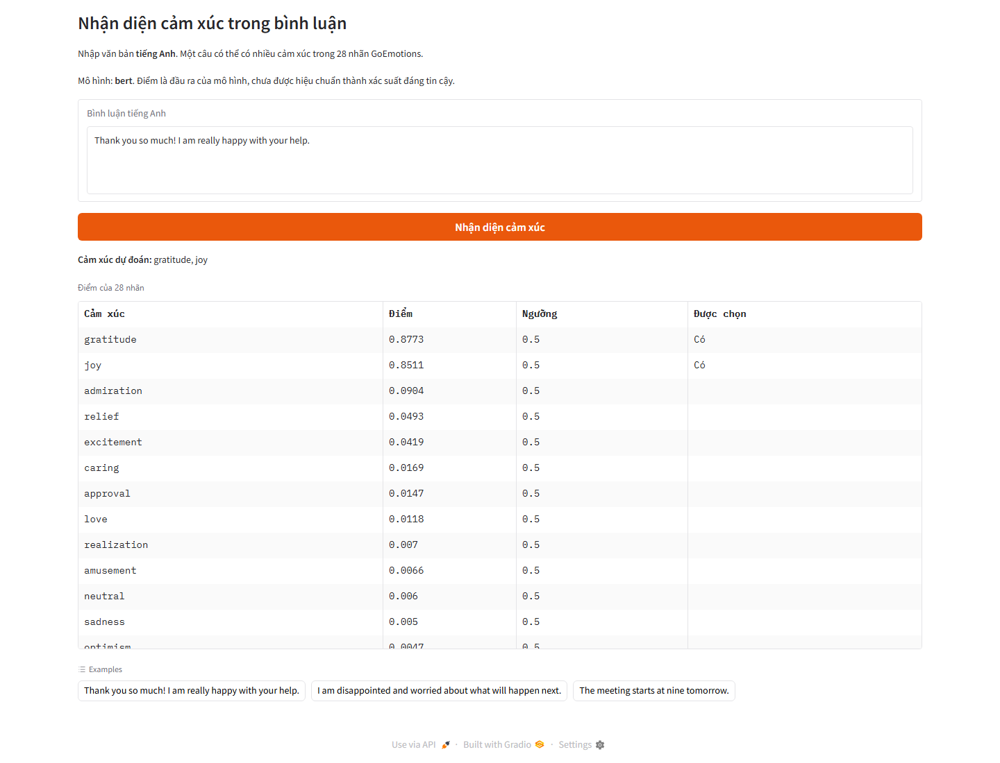 Nhận diện cảm xúc trong bình luận
Nhập văn bản tiếng Anh. Một câu có thể có nhiều cảm xúc trong 28 nhãn GoEmotions.
Mô hình: bert. Điểm là đầu ra của mô hình, chưa được hiệu chuẩn thành xác suất đáng tin cậy.
Bình luận tiếng Anh
Thank you so much! I am really happy with your help.
Nhận diện cảm xúc
Cảm xúc dự đoán: gratitude, joy
Điểm của 28 nhãn
Cảm xúc Điểm Ngưỡng Được chọn
gratitude 0.8773 0.5 Có
joy 0.8511 0.5 Có
admiration 0.0904 0.5
relief 0.0493 0.5
excitement 0.0419 0.5
caring 0.0169 0.5
approval 0.0147 0.5
love 0.0118 0.5
realization 0.007 0.5
amusement 0.0066 0.5
neutral 0.006 0.5
sadness 0.005 0.5
optimism 0.0047 0.5
Examples
Thank you so much! I am really happy with your help. I am disappointed and worried about what will happen next. The meeting starts at nine tomorrow.
Use via API · Built with Gradio · Settings